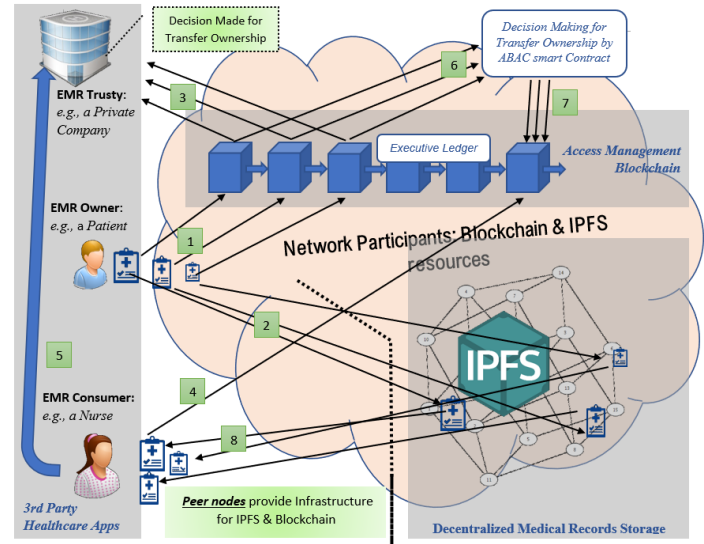 Decision Made for
Transfer Ownership
Decision Making for
Transfer Ownership by
ABAC smart Contract
6
EMR Trusty:
e.g., a Private
Company
3
7
Executive Ledger
Access Management
Blockchain
EMR Owner:
e.g., a Patient
1
Network Participants: Blockchain & IPFS
resources
2
IPFS
5
4
EMR Consumer:
e.g., a Nurse
8
Peer nodes provide Infrastructure
for IPFS & Blockchain
3rd Party
Healthcare Apps
Decentralized Medical Records Storage